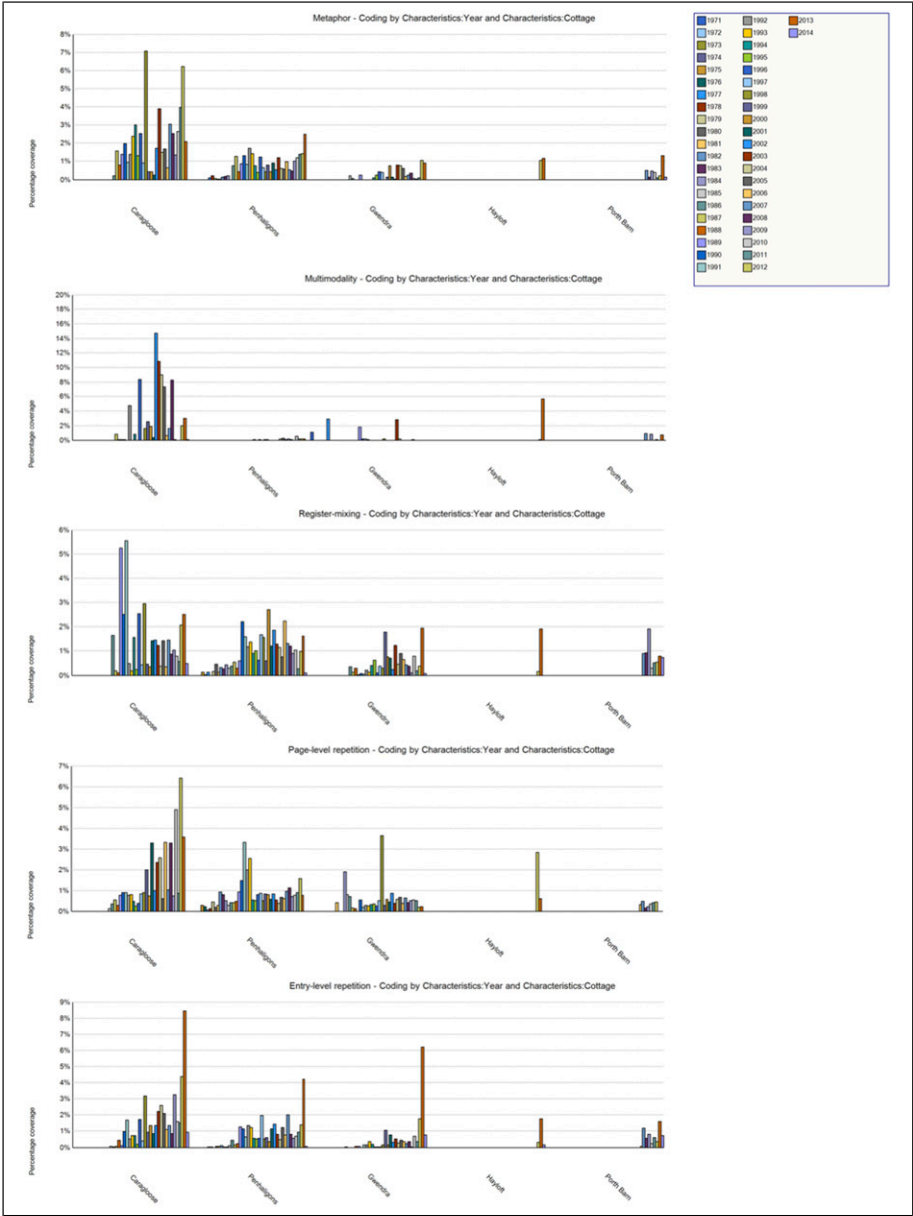 Metaphor - Coding by Characteristics:Year and Characteristics:Cottage
8%
7%
6%
5%
4%
3%
2%
1%
0%
Percentage coverage
Caragloose
Penhaligons
Gwendra
Hayloft
Porth Barn
1971
1972
1973
1974
1975
1976
1977
1978
1979
1980
1981
1982
1983
1984
1985
1986
1987
1988
1989
1990
1991
1992
1993
1994
1995
1996
1997
1998
1999
2000
2001
2002
2003
2004
2005
2006
2007
2008
2009
2010
2011
2012
2013
2014
Multimodality - Coding by Characteristics:Year and Characteristics:Cottage
20%
18%
16%
14%
12%
10%
8%
6%
4%
2%
0%
Percentage coverage
Caragloose
Penhaligons
Gwendra
Hayloft
Porth Barn
Register-mixing - Coding by Characteristics:Year and Characteristics:Cottage
6%
5%
4%
3%
2%
1%
0%
Percentage coverage
Caragloose
Penhaligons
Gwendra
Hayloft
Porth Barn
Page-level repetition - Coding by Characteristics:Year and Characteristics:Cottage
7%
6%
5%
4%
3%
2%
1%
0%
Percentage coverage
Caragloose
Penhaligons
Gwendra
Hayloft
Porth Barn
Entry-level repetition - Coding by Characteristics:Year and Characteristics:Cottage
9%
8%
7%
6%
5%
4%
3%
2%
1%
0%
Percentage coverage
Caragloose
Penhaligons
Gwendra
Hayloft
Porth Barn